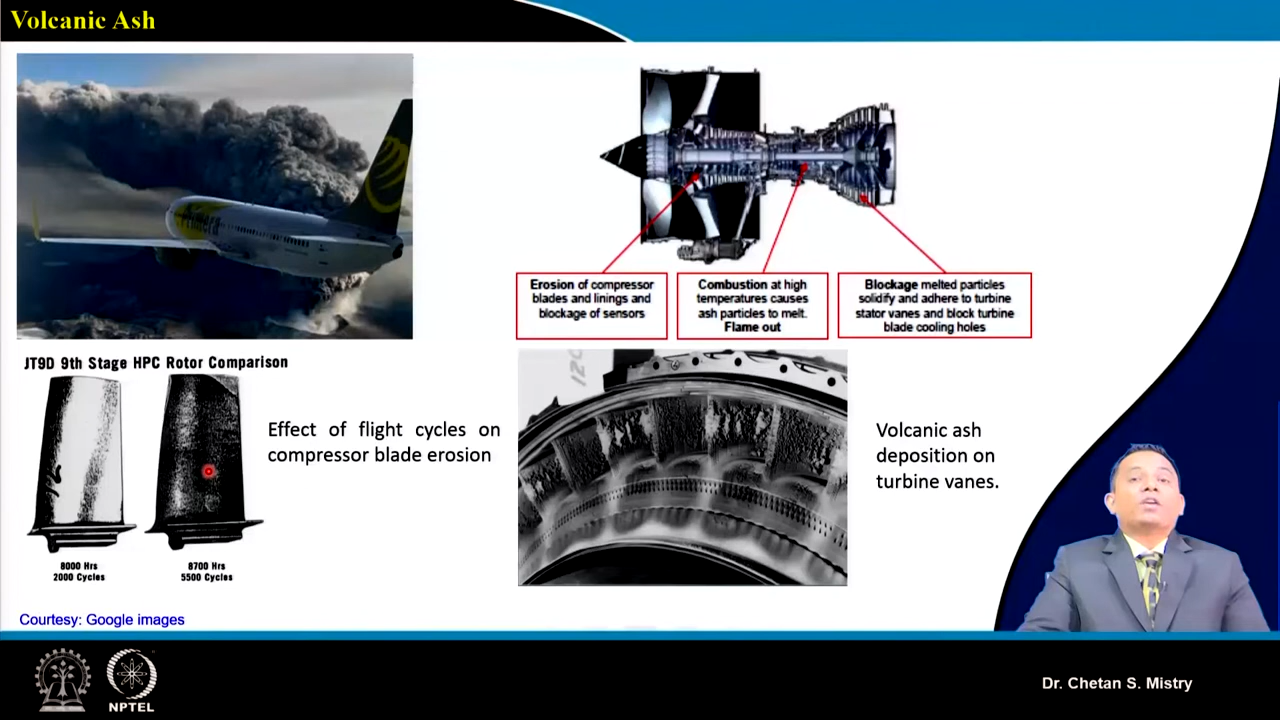 Volcanic Ash
Primera
Erosion of compressor
blades and linings and
blockage of sensors
Combustion at high
temperatures causes
ash particles to melt.
Flame out
Blockage melted particles
solidify and adhere to turbine
stator vanes and block turbine
blade cooling holes
JT9D 9th Stage HPC Rotor Comparison
Effect of flight cycles on
compressor blade erosion
8000 Hrs
2000 Cycles
8700 Hrs
5500 Cycles
Volcanic ash
deposition on
turbine vanes.
Courtesy: Google images
NPTEL
Dr. Chetan S. Mistry